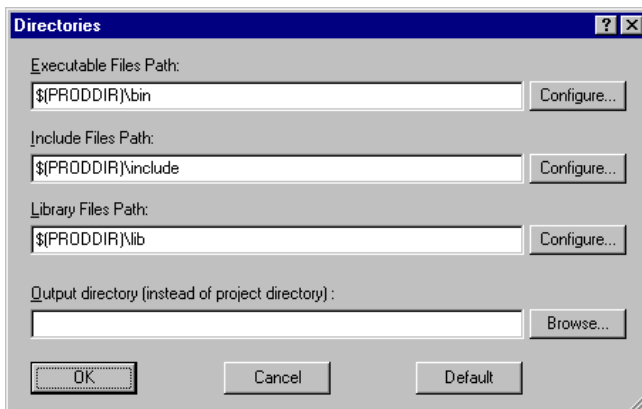 Directories
Executable Files Path:
$(PRODDIR)\bin
Configure...
Include Files Path:
$(PRODDIR)\include
Configure...
Library Files Path:
$(PRODDIR)\lib
Configure...
Output directory (instead of project directory) :
Browse...
OK
Cancel
Default